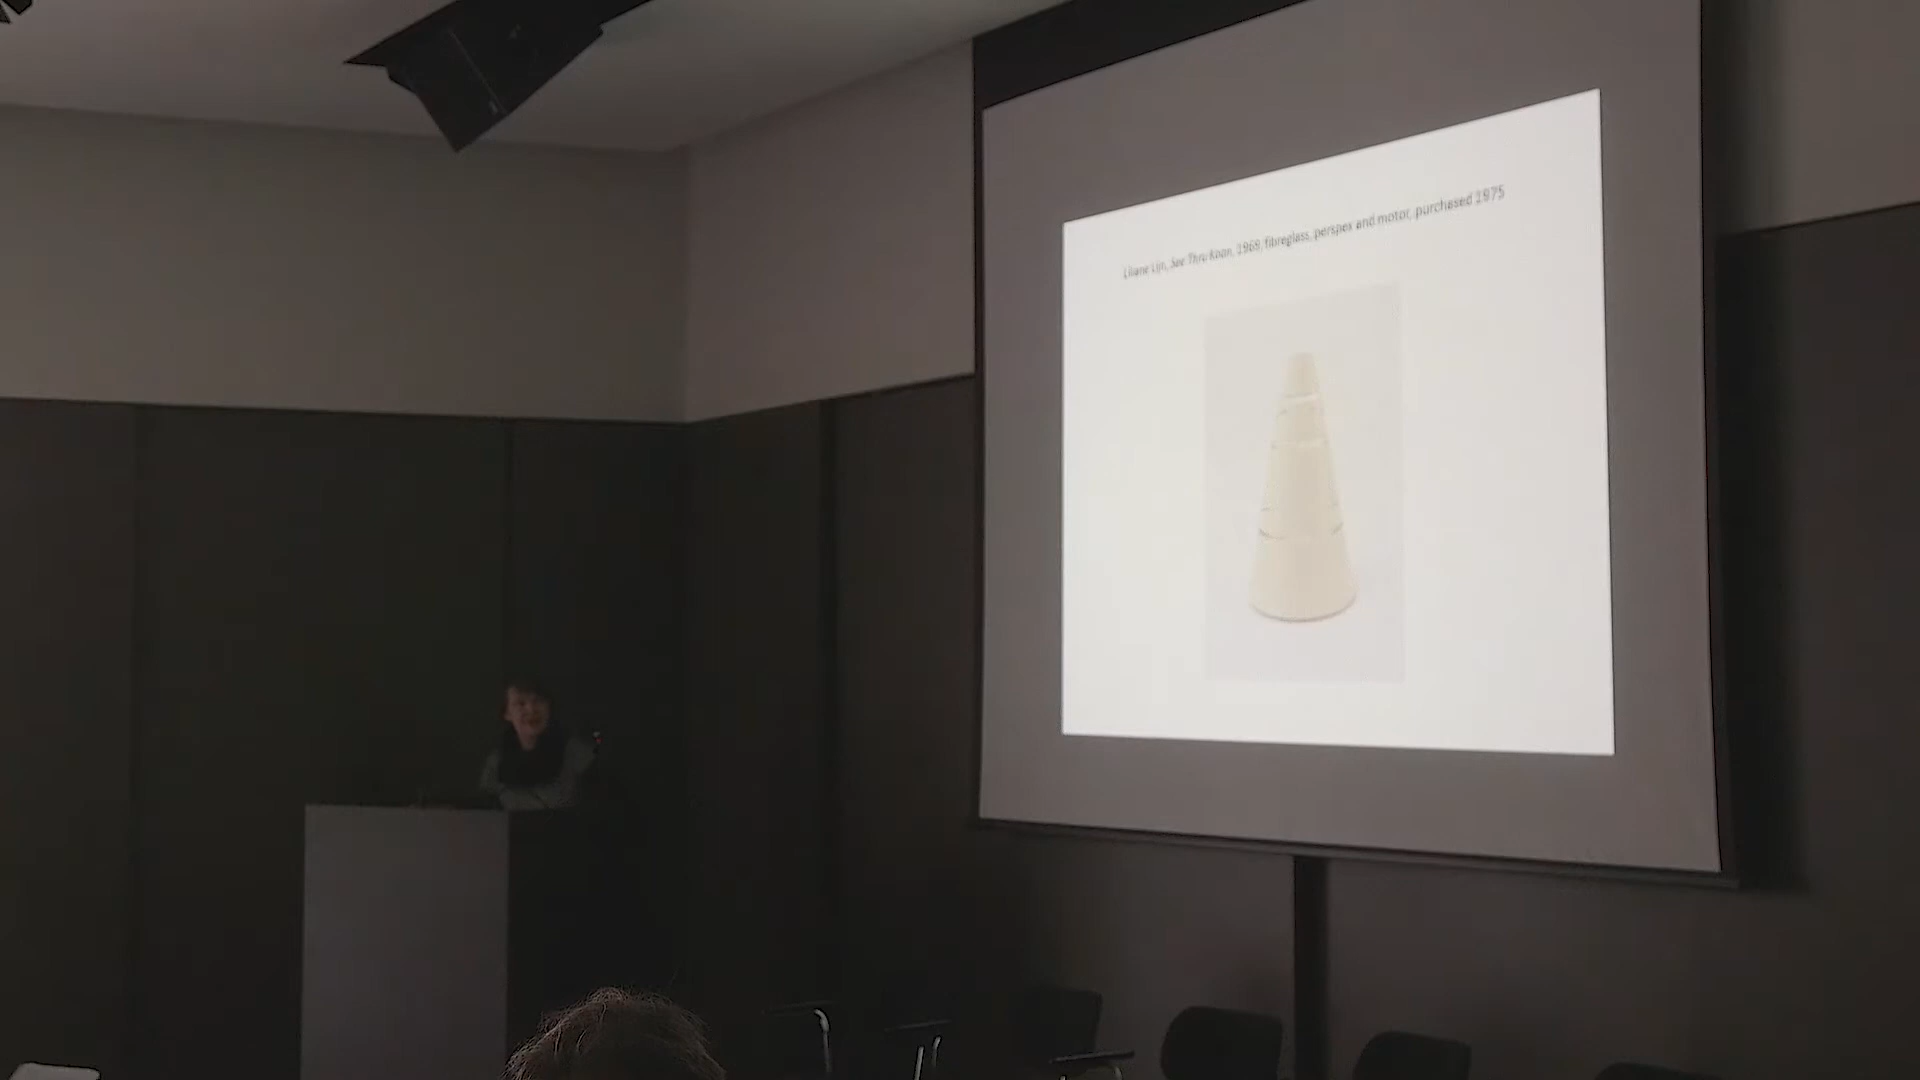 Liliane Lijn, See Thru Koan, 1969, fibreglass, perspex and motor, purchased 1975